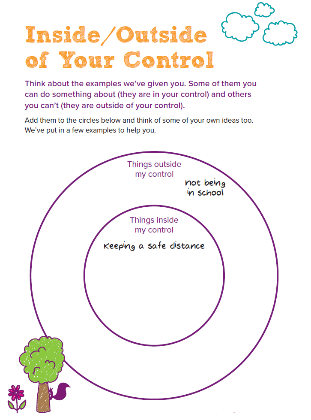 Inside/Outside
of Your Control
Think about the examples we've given you. Some of them you
can do something about (they are in your control) and others
you can't (they are outside of your control).
Add them to the circles below and think of some of your own ideas too.
We've put in a few examples to help you.
Things outside
my control
Not being
in school
Things inside
my control
Keeping a safe distance